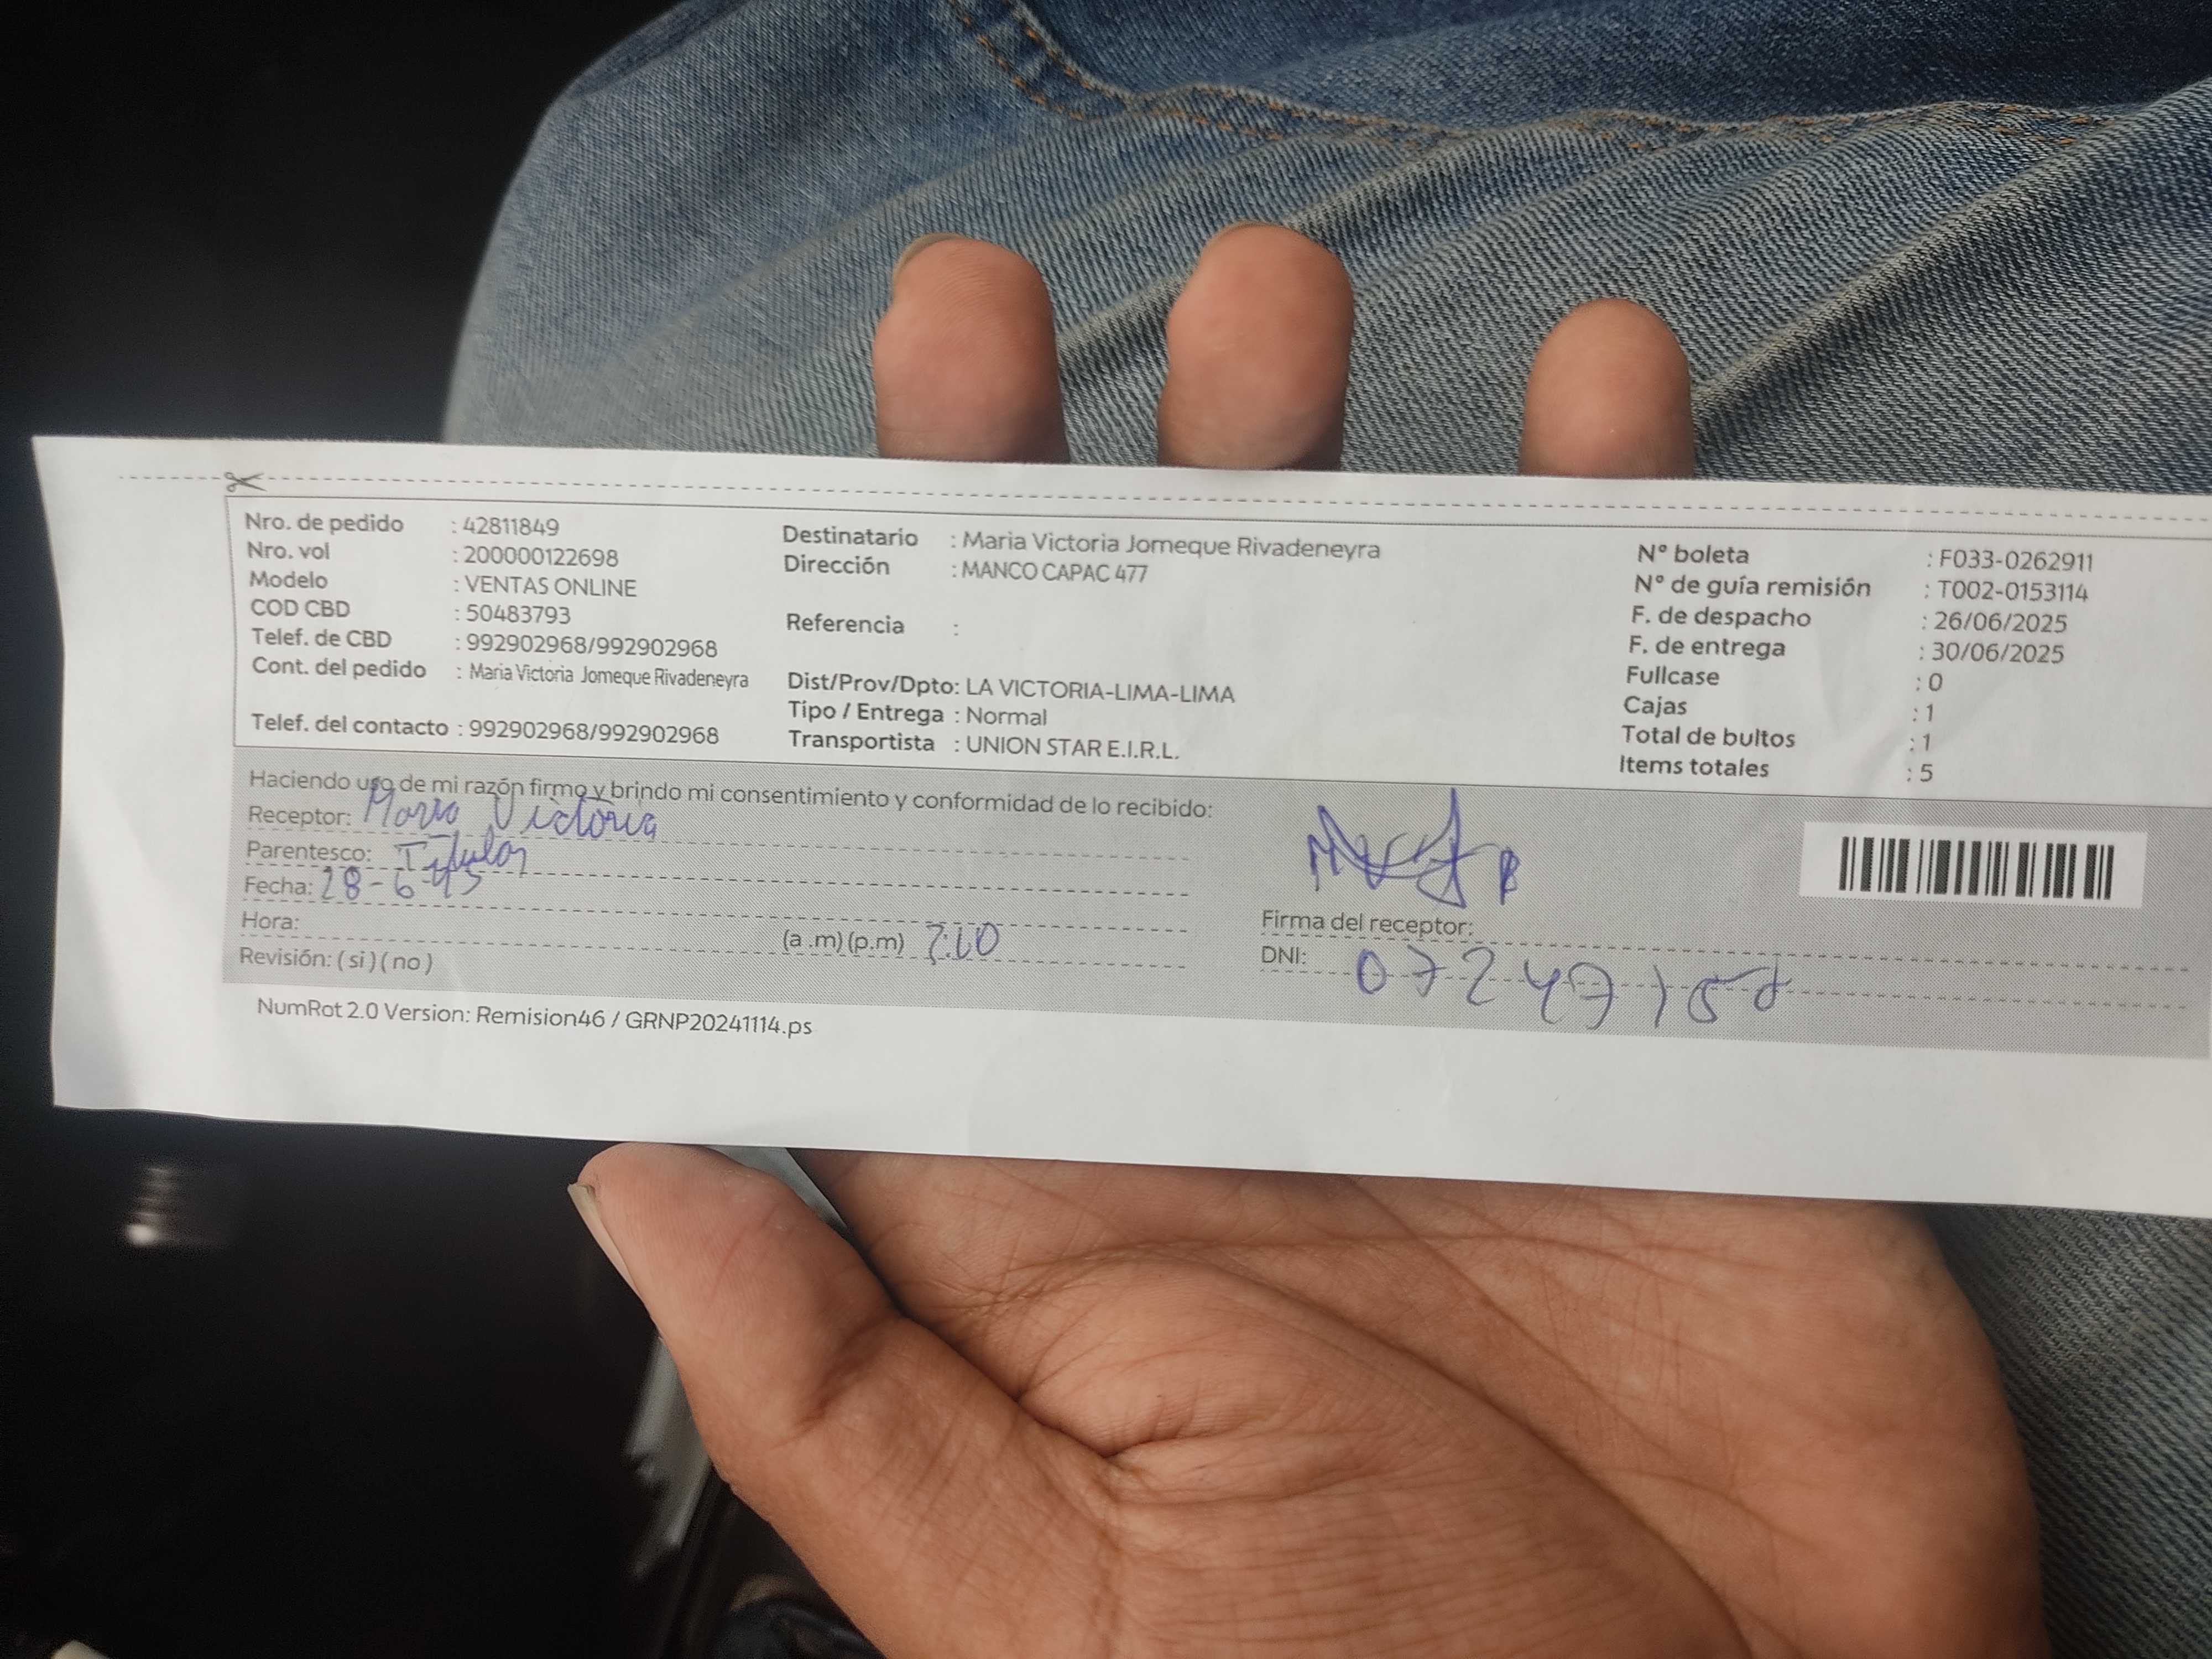 Nro. de pedido : 42811849
Nro. vol : 200000122698
Modelo : VENTAS ONLINE
COD CBD : 50483793
Telef. de CBD : 992902968/992902968
Cont. del pedido : Maria Victoria Jomeque Rivadeneyra
Telef. del contacto : 992902968/992902968
Destinatario : Maria Victoria Jomeque Rivadeneyra
Dirección : MANCO CAPAC 477
Referencia :
Dist/Prov/Dpto: LA VICTORIA-LIMA-LIMA
Tipo / Entrega : Normal
Transportista : UNION STAR E.I.R.L.
N° boleta : F033-0262911
N° de guía remisión : T002-0153114
F. de despacho : 26/06/2025
F. de entrega : 30/06/2025
Fullcase : 0
Cajas : 1
Total de bultos : 1
Items totales : 5
Haciendo uso de mi razón firmo y brindo mi consentimiento y conformidad de lo recibido:
Receptor: Maria Victoria
Parentesco: Titular
Fecha: 28-6-
Hora: (a .m) (p.m)
Revisión: ( si ) ( no )
Firma del receptor:
DNI:
NumRot 2.0 Version: Remision46 / GRNP20241114.ps